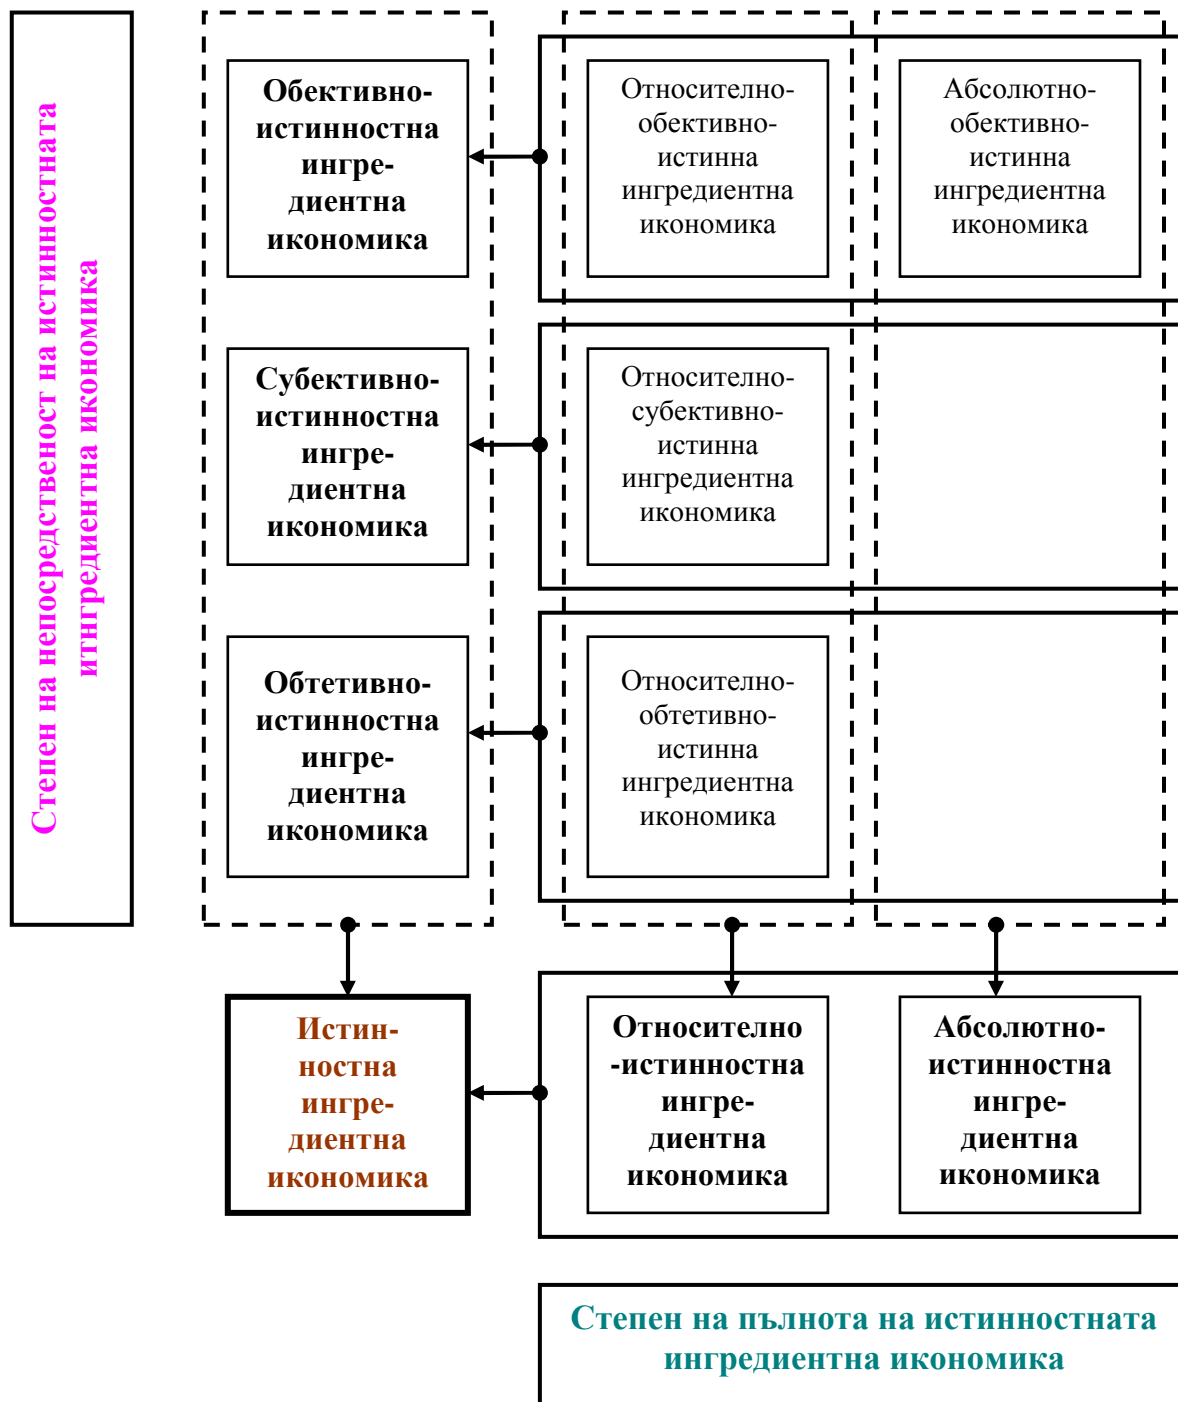 Степен на непосредственост на истинностната
итнгредиентна икономика
Обективно-
истинностна
ингре-
диентна
икономика
Относително-
обективно-
истинна
ингредиентна
икономика
Абсолютно-
обективно-
истинна
ингредиентна
икономика
Субективно-
истинностна
ингре-
диентна
икономика
Относително-
субективно-
истинна
ингредиентна
икономика
Обтетивно-
истинностна
ингре-
диентна
икономика
Относително-
обтетивно-
истинна
ингредиентна
икономика
Истин-
ностна
ингре-
диентна
икономика
Относително
-истинностна
ингре-
диентна
икономика
Абсолютно-
истинностна
ингре-
диентна
икономика
Степен на пълнота на истинностната
ингредиентна икономика